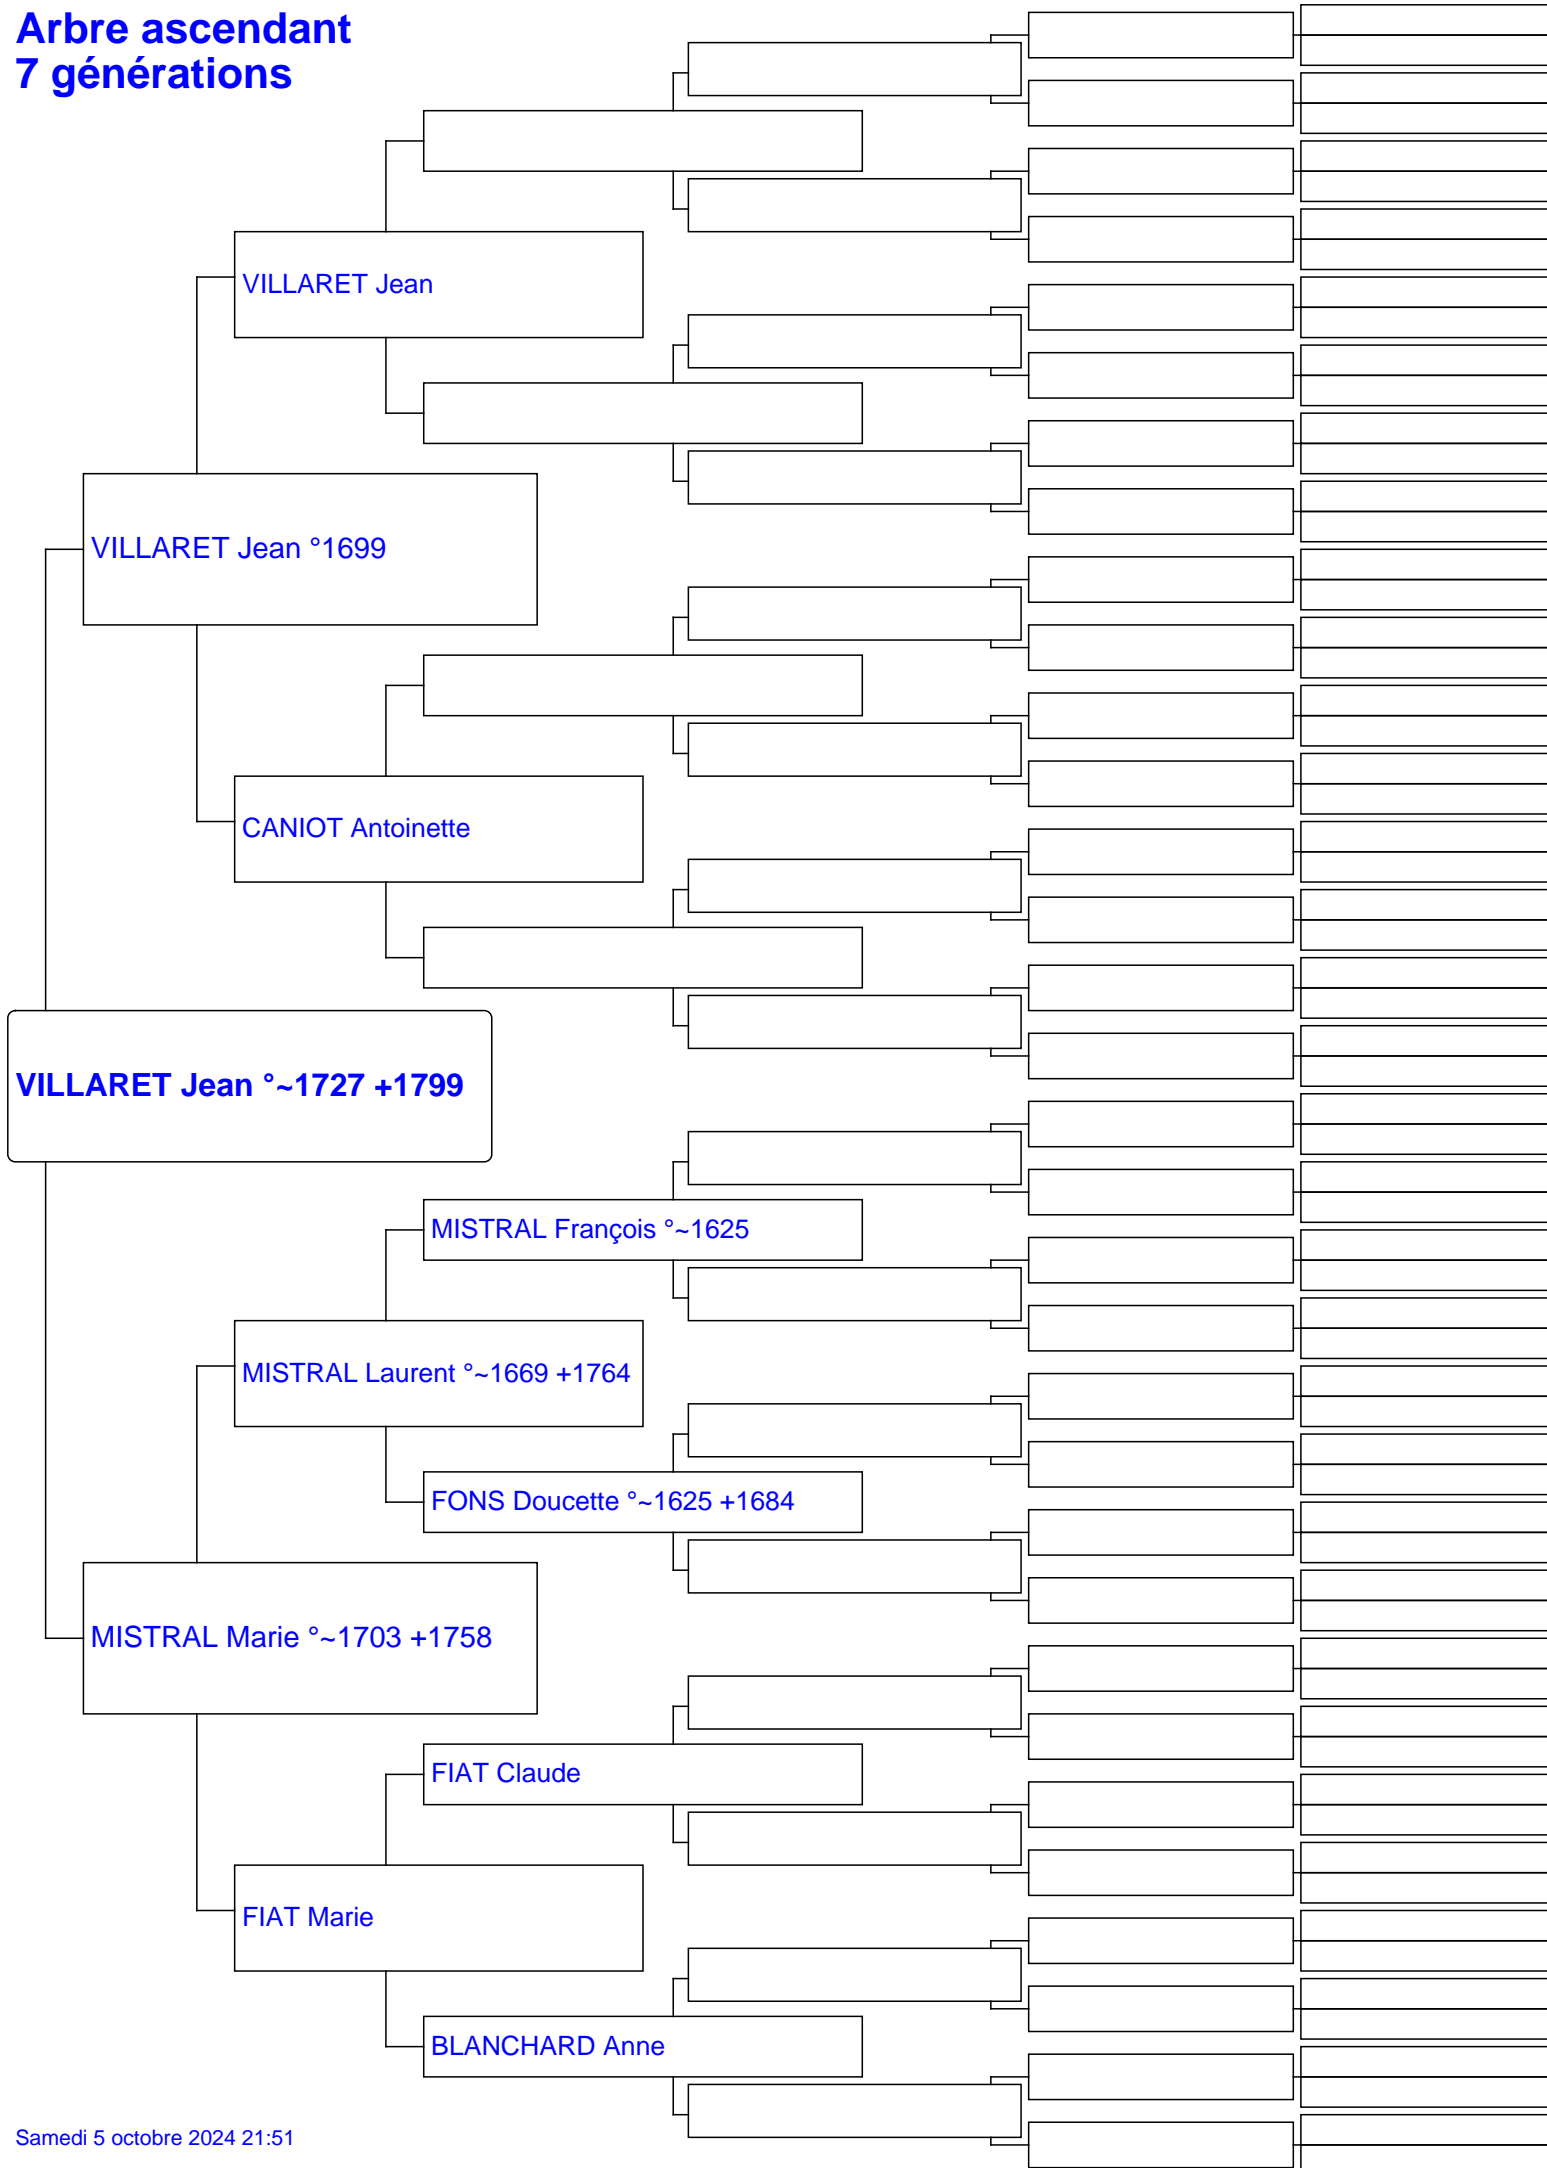 Arbre ascendant
7 générations
VILLARET Jean
VILLARET Jean °1699
CANIOT Antoinette
VILLARET Jean °~1727 +1799
MISTRAL François °~1625
MISTRAL Laurent °~1669 +1764
FONS Doucette °~1625 +1684
MISTRAL Marie °~1703 +1758
FIAT Claude
FIAT Marie
BLANCHARD Anne
Samedi 5 octobre 2024 21:51